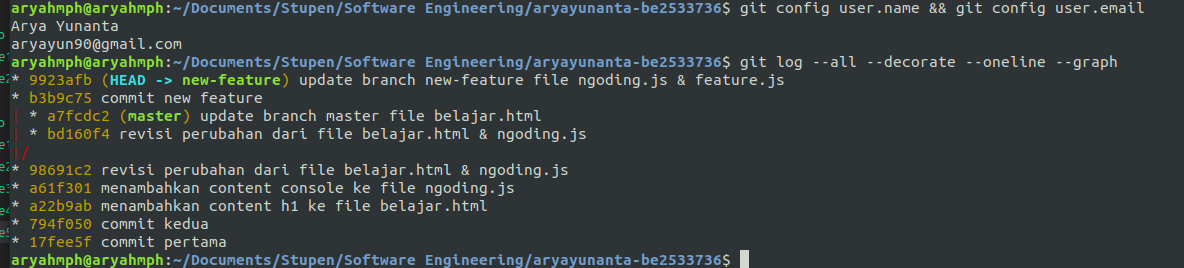 aryahmph@aryahmph:~/Documents/Stupen/Software Engineering/aryayunanta-be2533736$ git config user.name && git config user.email
Arya Yunanta
aryayun90@gmail.com
aryahmph@aryahmph:~/Documents/Stupen/Software Engineering/aryayunanta-be2533736$ git log --all --decorate --oneline --graph
* 9923afb (HEAD -> new-feature) update branch new-feature file ngoding.js & feature.js
* b3b9c75 commit new feature
| * a7fcdc2 (master) update branch master file belajar.html
| * bd160f4 revisi perubahan dari file belajar.html & ngoding.js
|/
* 98691c2 revisi perubahan dari file belajar.html & ngoding.js
* a61f301 menambahkan content console ke file ngoding.js
* a22b9ab menambahkan content h1 ke file belajar.html
* 794f050 commit kedua
* 17fee5f commit pertama
aryahmph@aryahmph:~/Documents/Stupen/Software Engineering/aryayunanta-be2533736$